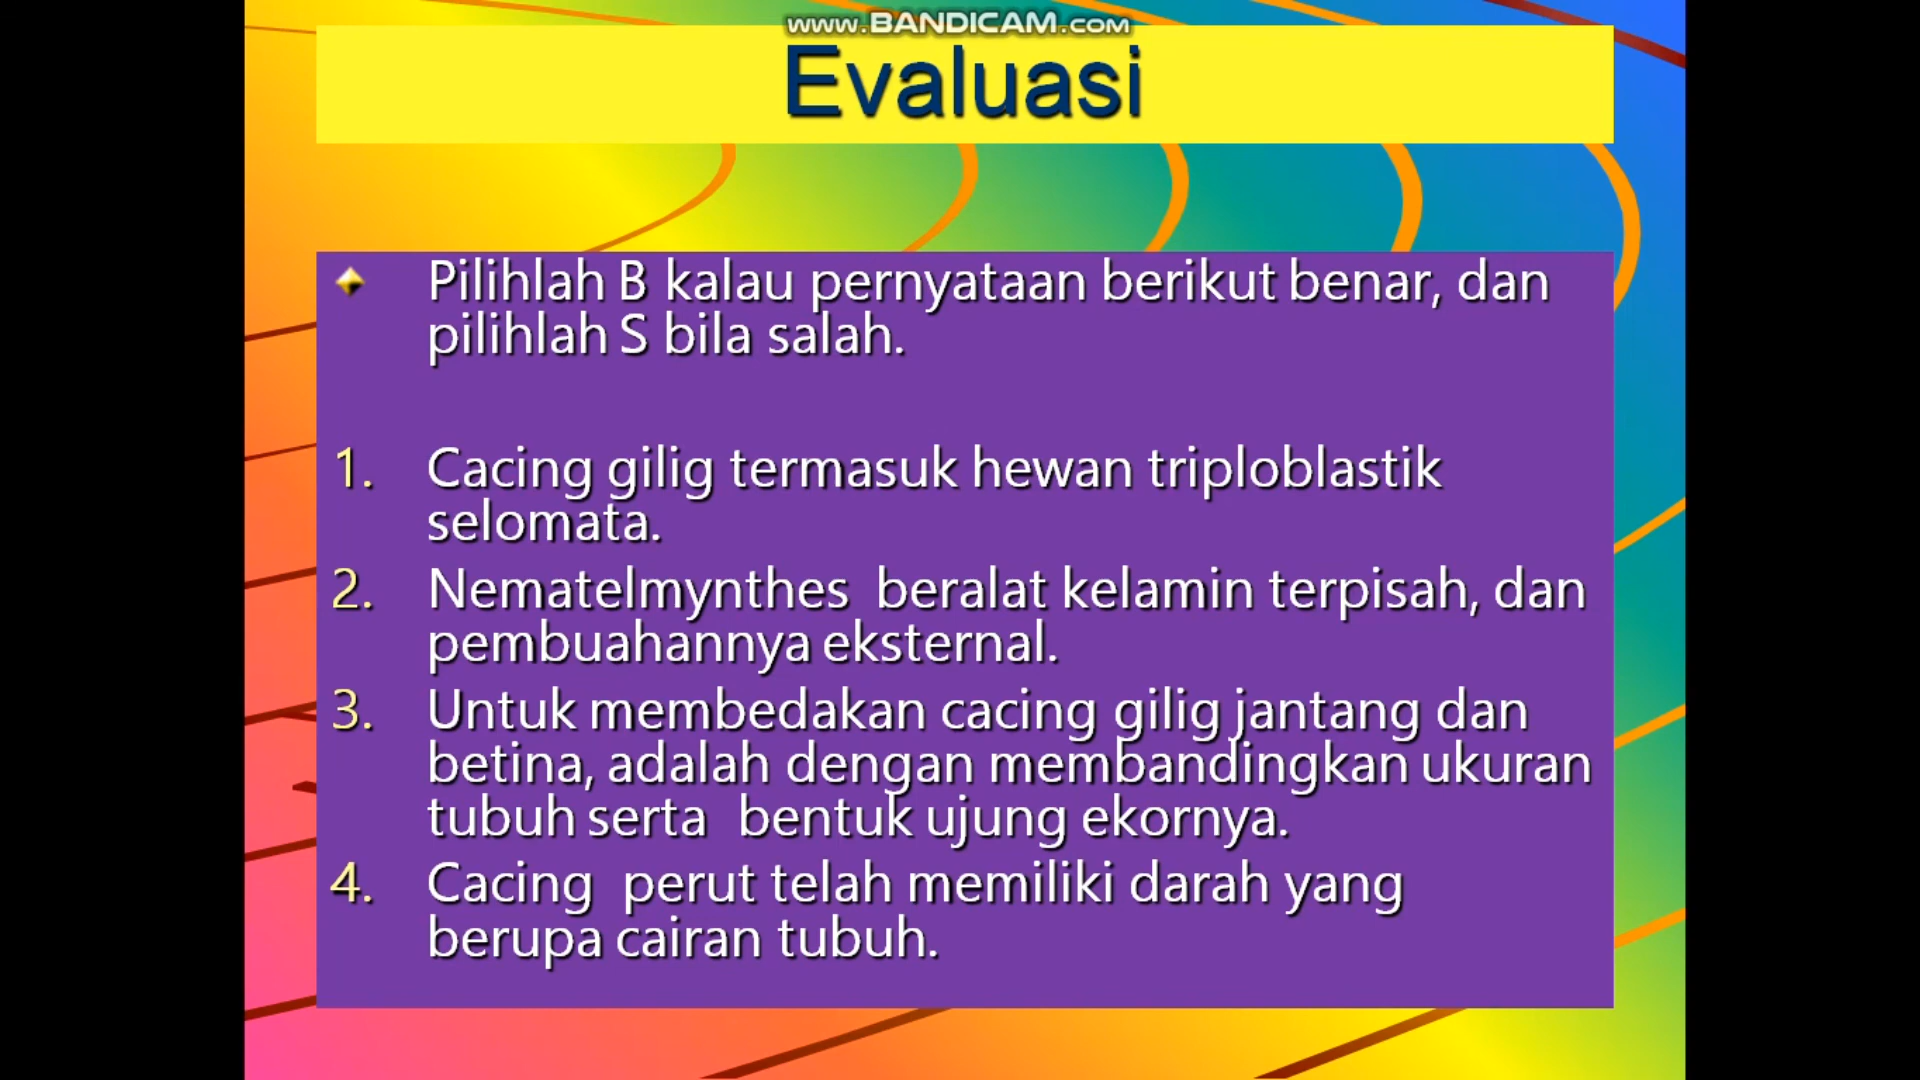 www.BANDICAM.com
Evaluasi
Pilihlah B kalau pernyataan berikut benar, dan
pilihlah S bila salah.
1. Cacing gilig termasuk hewan triploblastik
selomata.
2. Nematelmynthes beralat kelamin terpisah, dan
pembuahannya eksternal.
3. Untuk membedakan cacing gilig jantang dan
betina, adalah dengan membandingkan ukuran
tubuh serta bentuk ujung ekornya.
4. Cacing perut telah memiliki darah yang
berupa cairan tubuh.